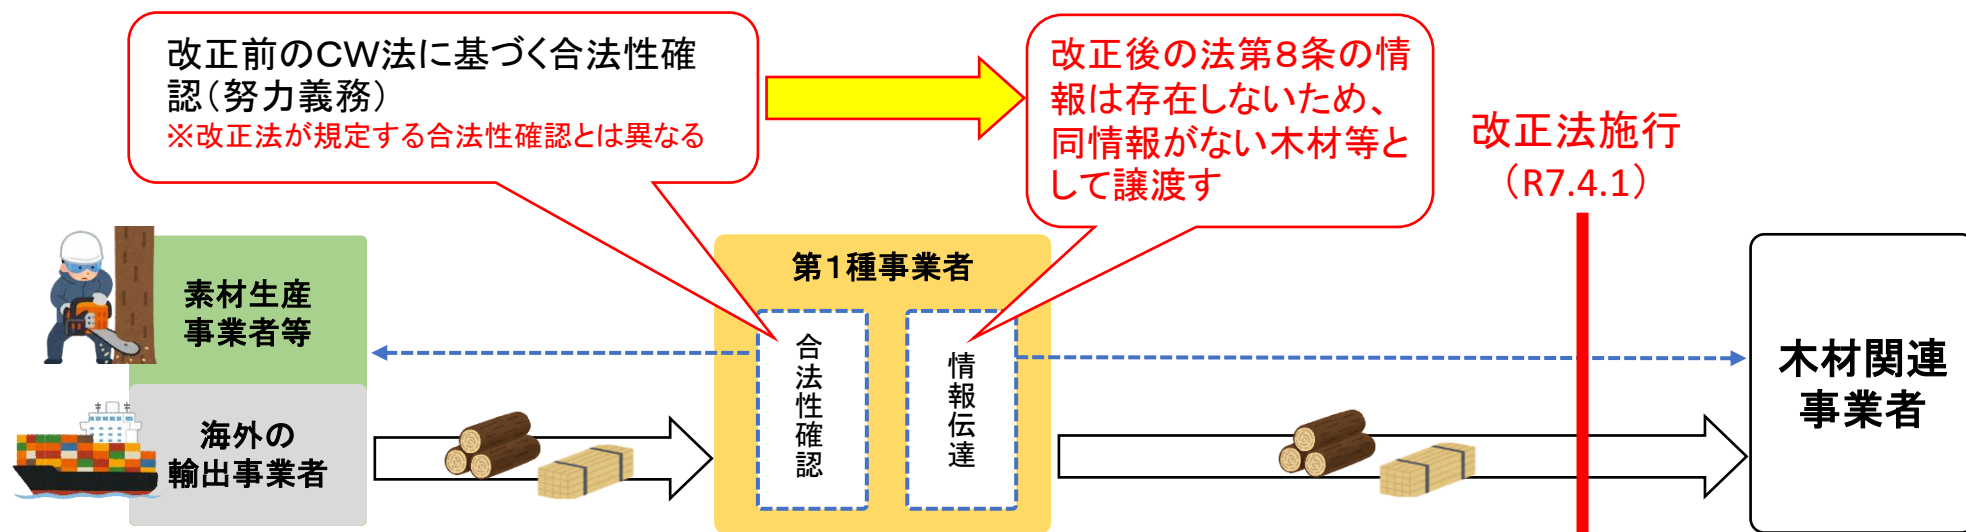 改正前のCW法に基づく合法性確
認（努力義務）
※改正法が規定する合法性確認とは異なる
改正後の法第８条の情
報は存在しないため、
同情報がない木材等と
して譲渡す
改正法施行
（R7.4.1）
素材生産
事業者等
海外の
輸出事業者
第１種事業者
合法性確認
情報伝達
木材関連
事業者